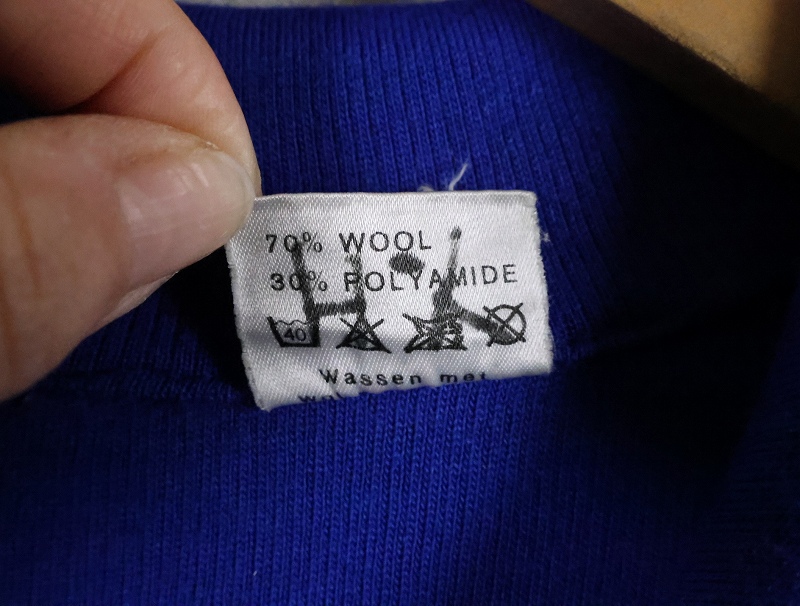 70% WOOL
30% POLYAMIDE
40
Wassen met